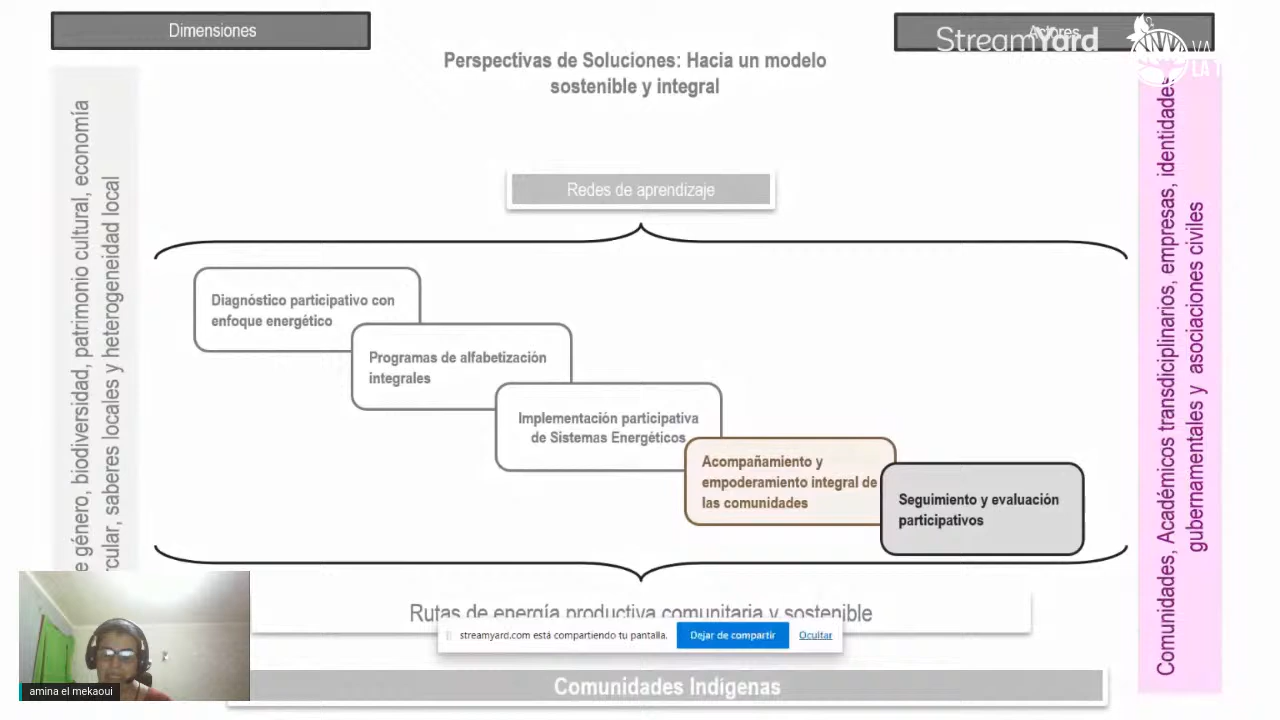 Dimensiones
Actores
StreamYard
Perspectivas de Soluciones: Hacia un modelo
sostenible y integral
Redes de aprendizaje
Diagnóstico participativo con
enfoque energético
Programas de alfabetización
integrales
Implementación participativa
de Sistemas Energéticos
Acompañamiento y
empoderamiento integral de
las comunidades
Seguimiento y evaluación
participativos
e género, biodiversidad, patrimonio cultural, economía
rcular, saberes locales y heterogeneidad local
Comunidades, Académicos transdiciplinarios, empresas, identidades
gubernamentales y asociaciones civiles
Rutas de energía productiva comunitaria y sostenible
streamyard.com está compartiendo tu pantalla.
Dejar de compartir
Ocultar
amina el mekaoui
Comunidades Indígenas